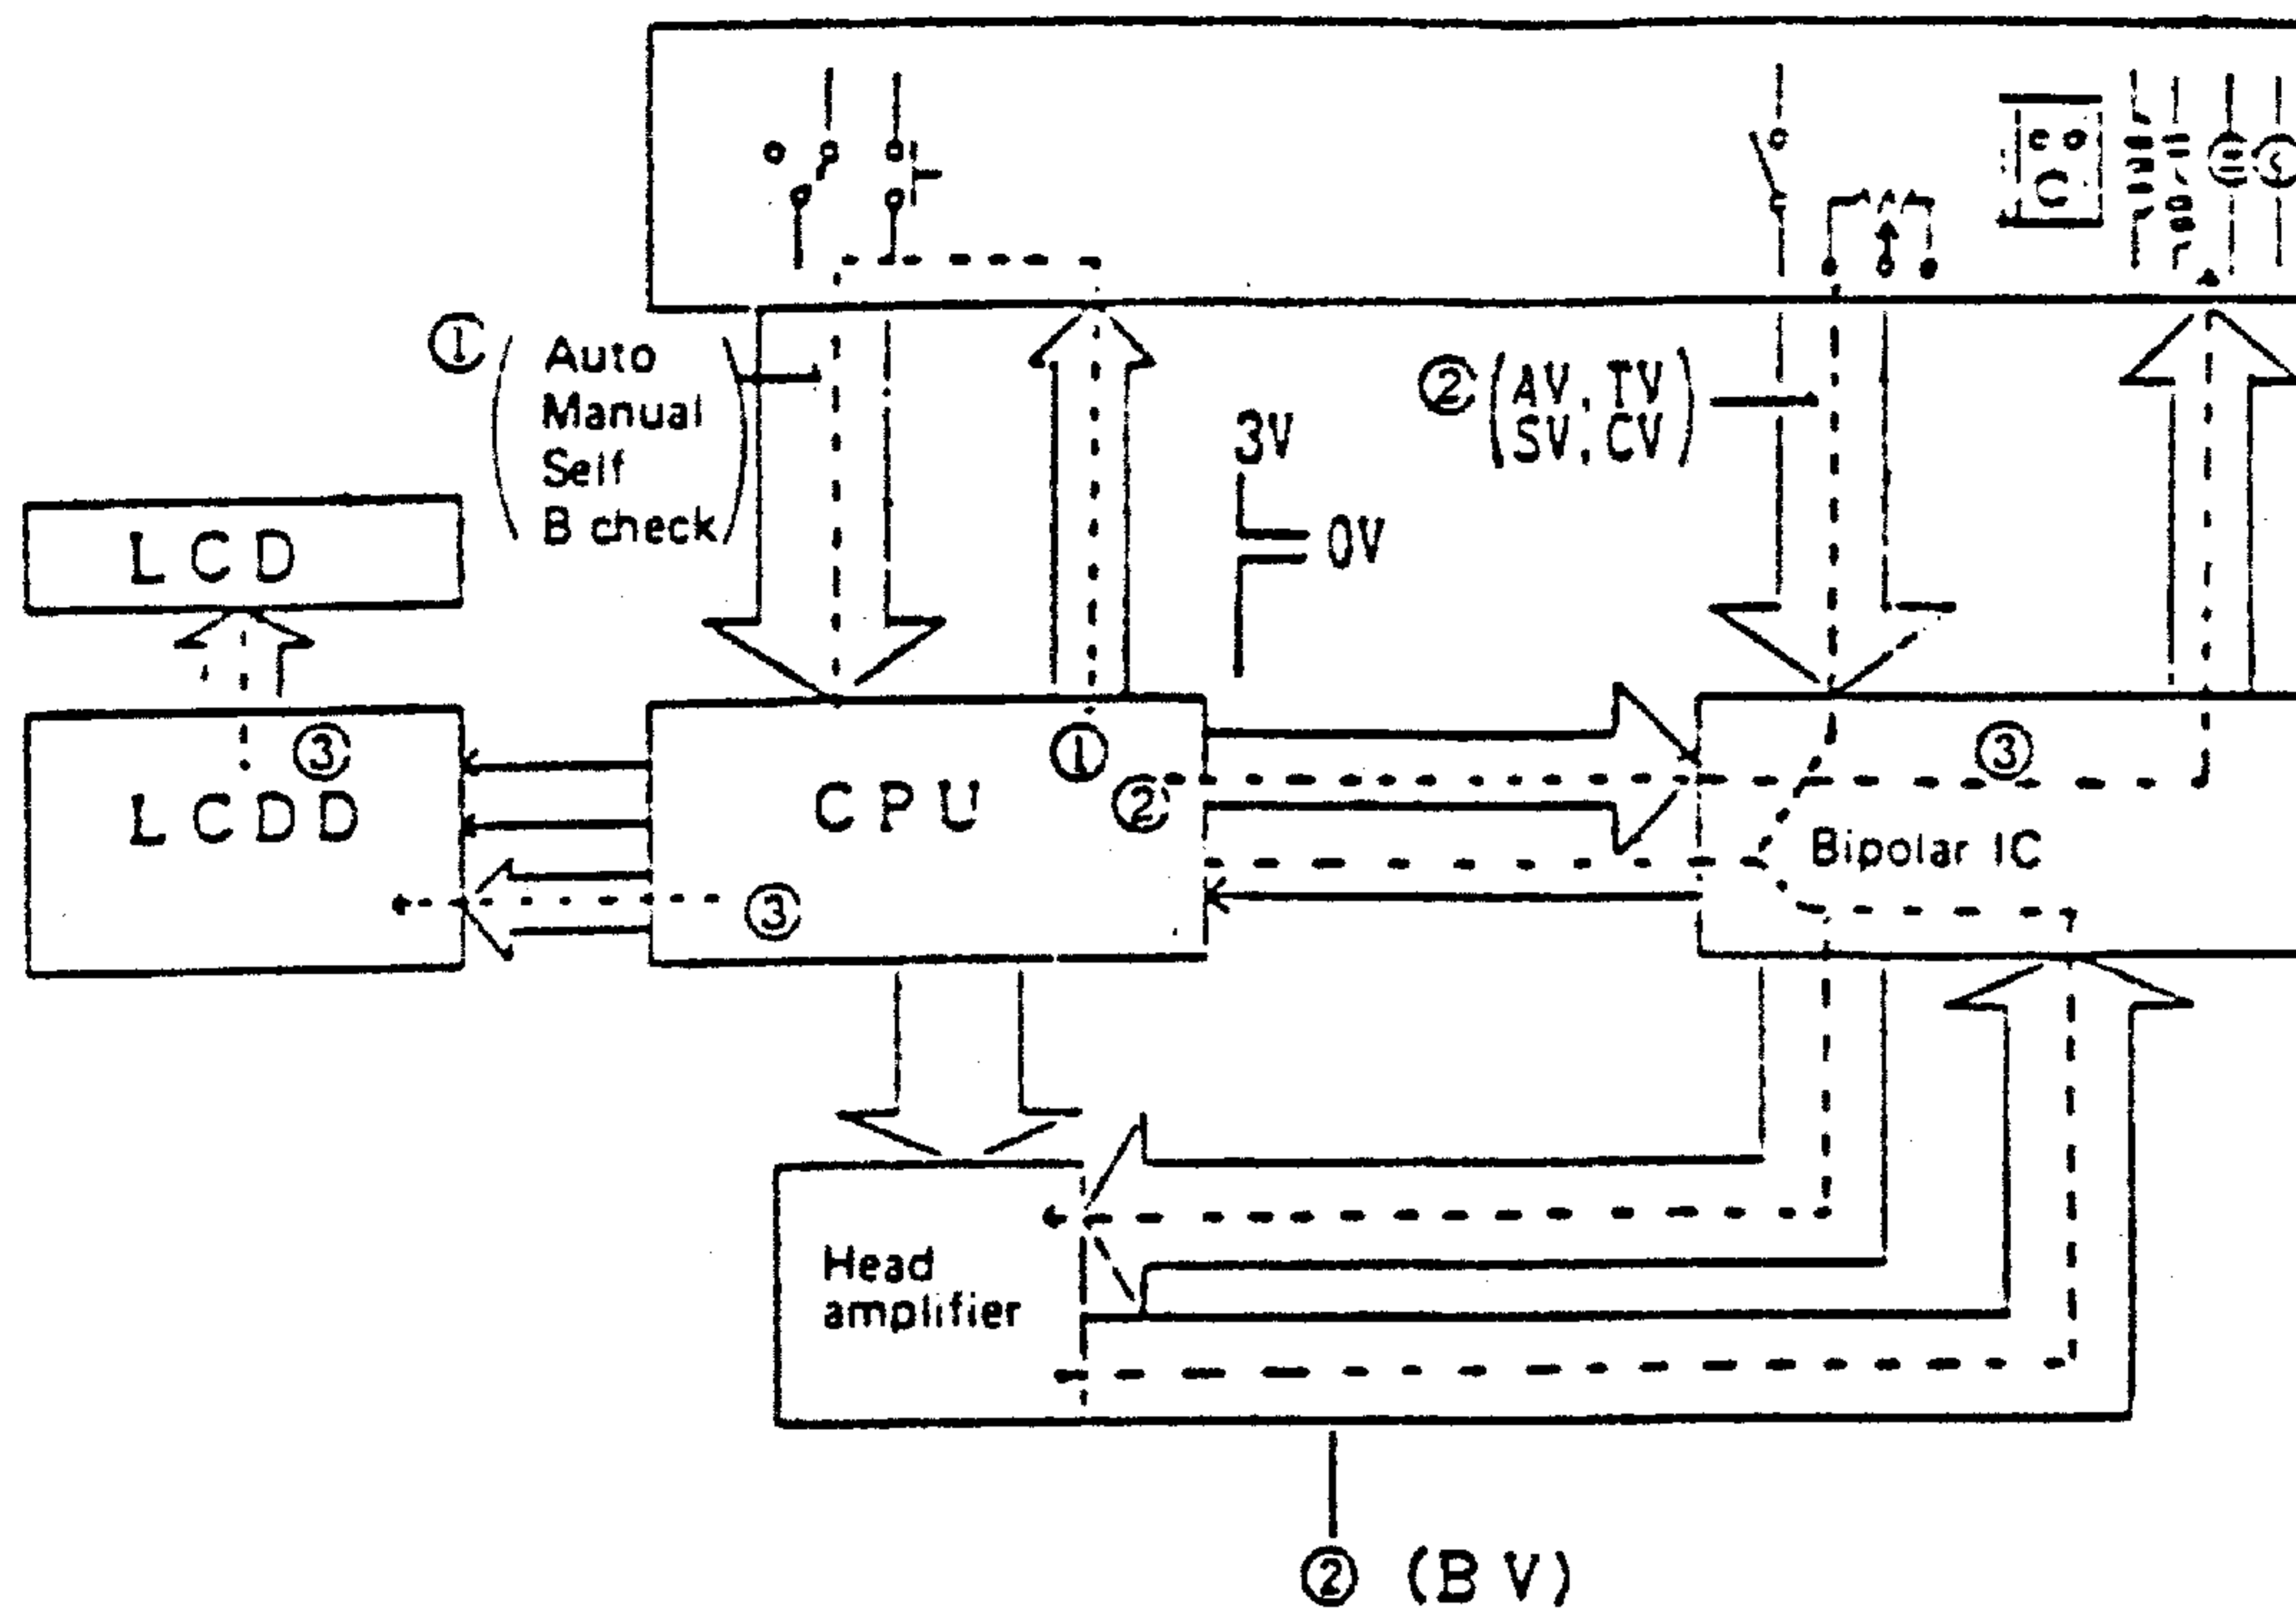 ① ( Auto
Manual
Self
B check )
② ( AV, TV
SV, CV )
3V
0V
LCD
③
LCDD
CPU
①
②
③
③
Bipolar IC
Head
amplifier
② (BV)